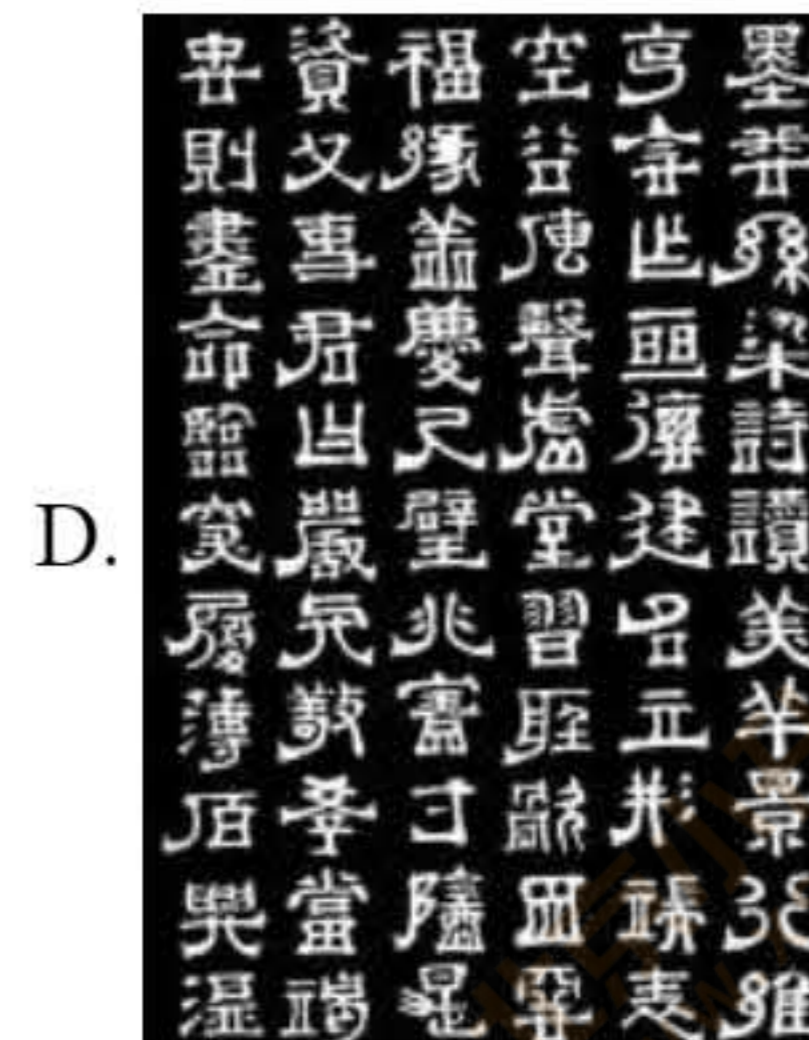 D.
墨悲絲染詩讚羔羊景行維
克念作聖德建名立形端表
空谷傳聲虛堂習聽禍因惡
福緣善慶尺璧非寶寸陰是
資父事君曰嚴與敬孝當竭
忠則盡命臨深履薄夙興溫